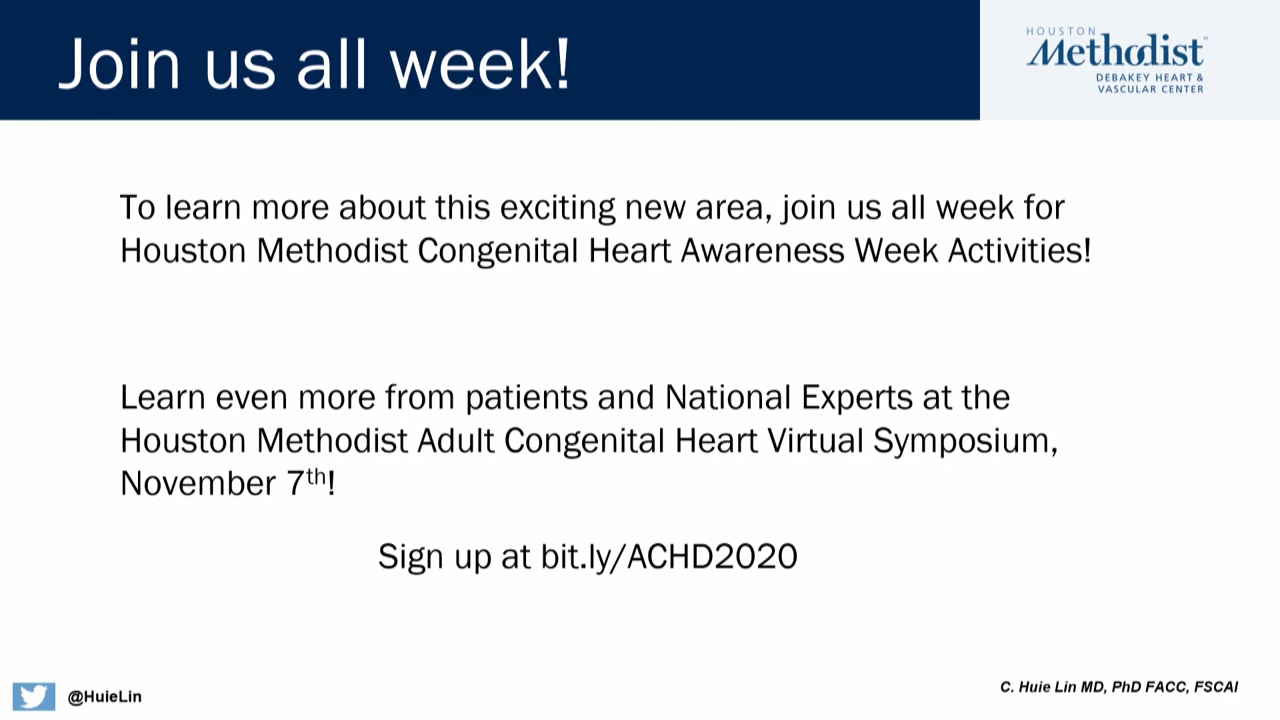 Join us all week!
HOUSTON
Methodist
DEBAKEY HEART &
VASCULAR CENTER
To learn more about this exciting new area, join us all week for
Houston Methodist Congenital Heart Awareness Week Activities!
Learn even more from patients and National Experts at the
Houston Methodist Adult Congenital Heart Virtual Symposium,
November 7th!
Sign up at bit.ly/ACHD2020
@HuieLin
C. Huie Lin MD, PhD FACC, FSCAI